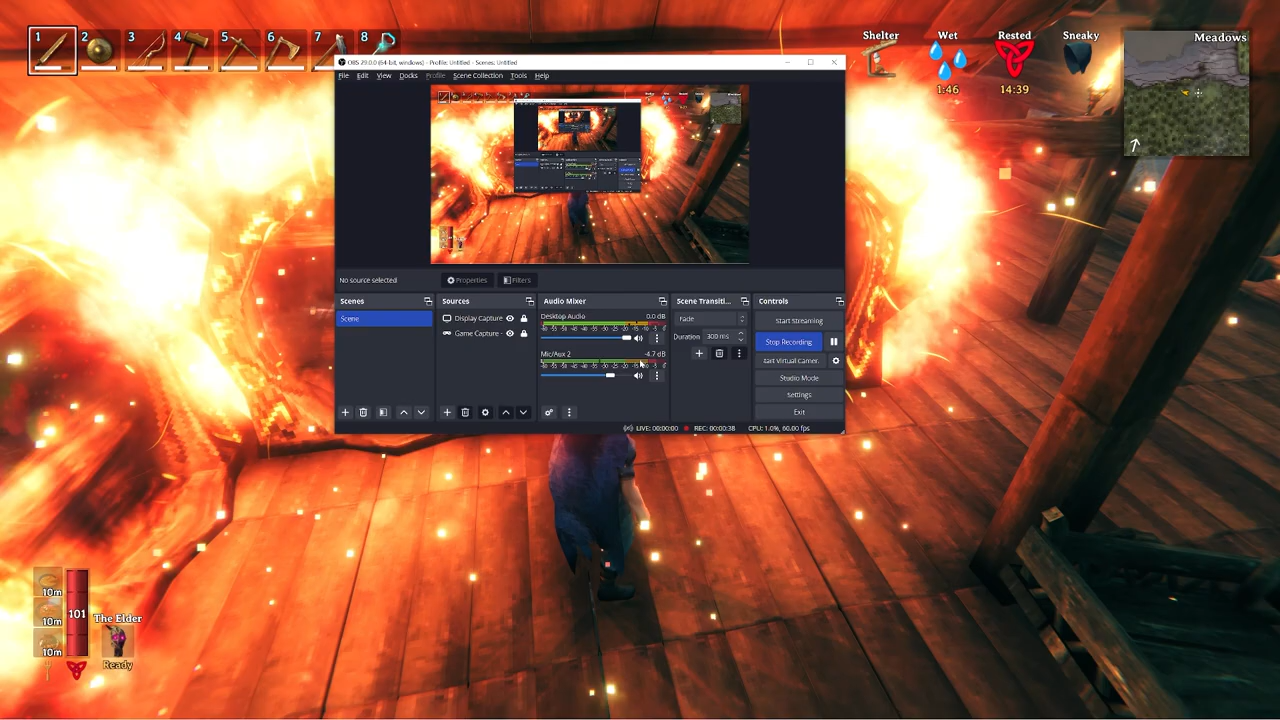 1 2 3 4 5 6 7 8
Shelter Wet Rested Sneaky
1:46 14:39
Meadows
OBS 29.0.0 (64-bit, windows) - Profile: Untitled - Scenes: Untitled
File Edit View Docks Profile Scene Collection Tools Help
No source selected Properties Filters
Scenes Sources Audio Mixer Scene Transiti... Controls
Scene
Display Capture
Game Capture
Desktop Audio 0.0 dB
Mic/Aux 2 -4.7 dB
Fade
Duration 300 ms
Start Streaming
Stop Recording
tart Virtual Camer
Studio Mode
Settings
Exit
LIVE: 00:00:00 REC: 00:00:38 CPU: 1.0%, 60.00 fps
10m
10m
10m
101
The Elder
Ready